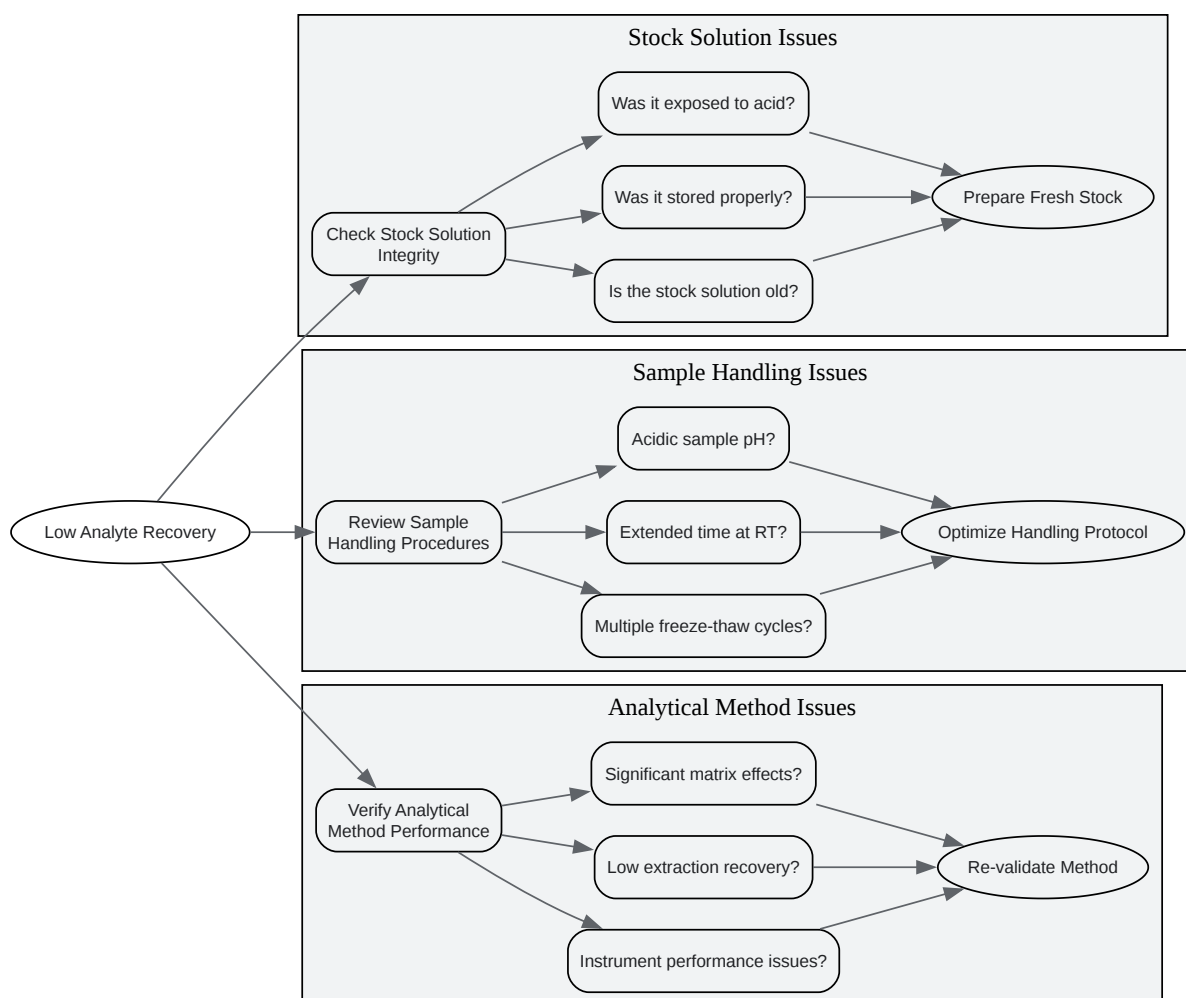 Stock Solution Issues
Was it exposed to acid?
Was it stored properly?
Prepare Fresh Stock
Check Stock Solution
Integrity
Is the stock solution old?
Sample Handling Issues
Acidic sample pH?
Low Analyte Recovery
Review Sample
Handling Procedures
Extended time at RT?
Optimize Handling Protocol
Multiple freeze-thaw cycles?
Analytical Method Issues
Significant matrix effects?
Verify Analytical
Method Performance
Low extraction recovery?
Re-validate Method
Instrument performance issues?